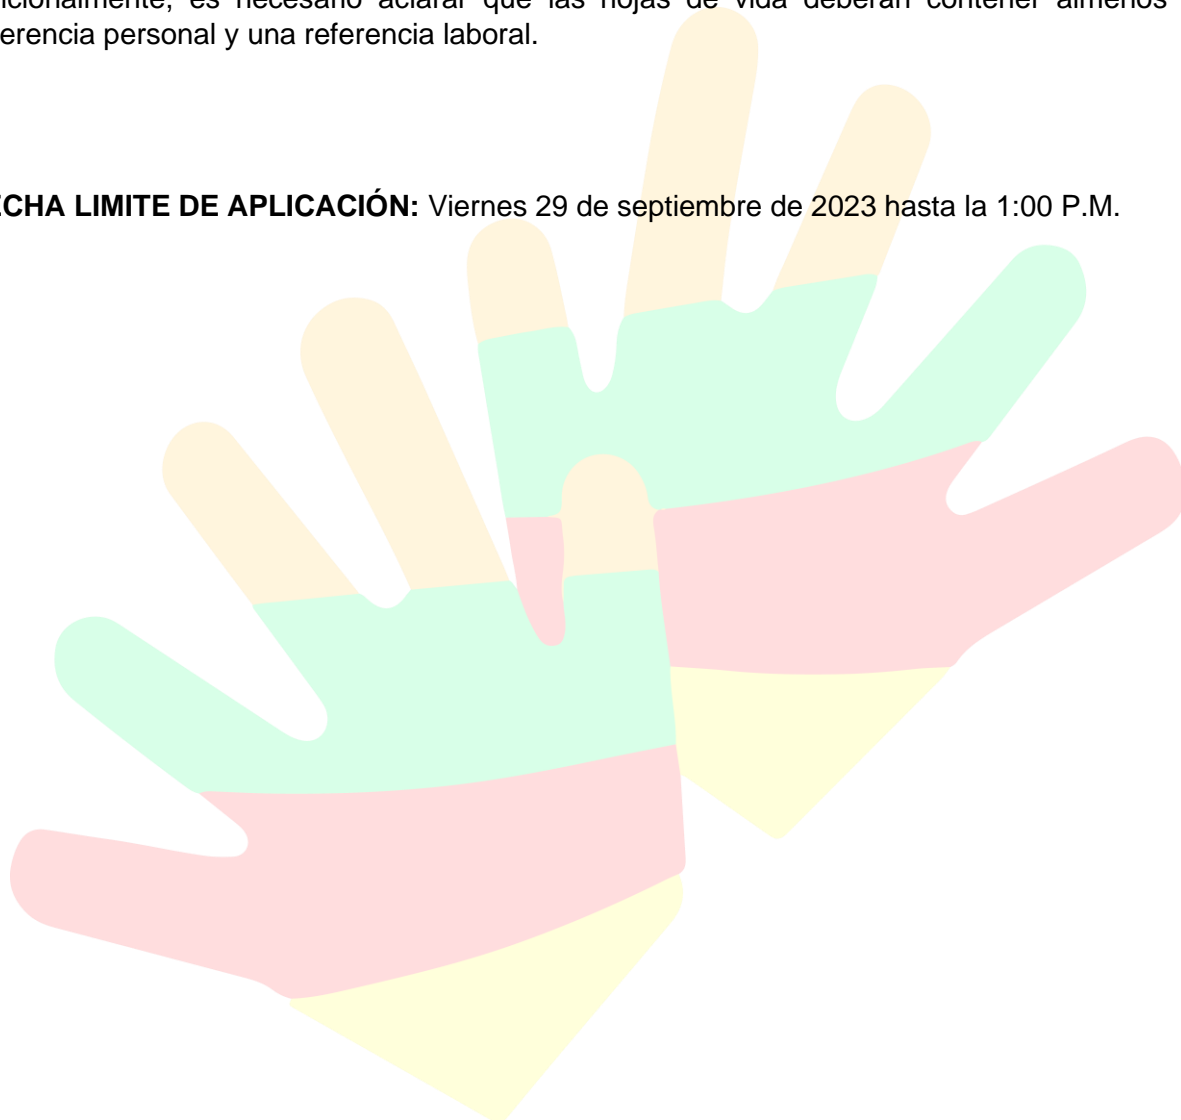 icionalmente, es necesario aclarar que las hojas de vida deberán contener almenos
erencia personal y una referencia laboral.
ECHA LIMITE DE APLICACIÓN: Viernes 29 de septiembre de 2023 hasta la 1:00 P.M.